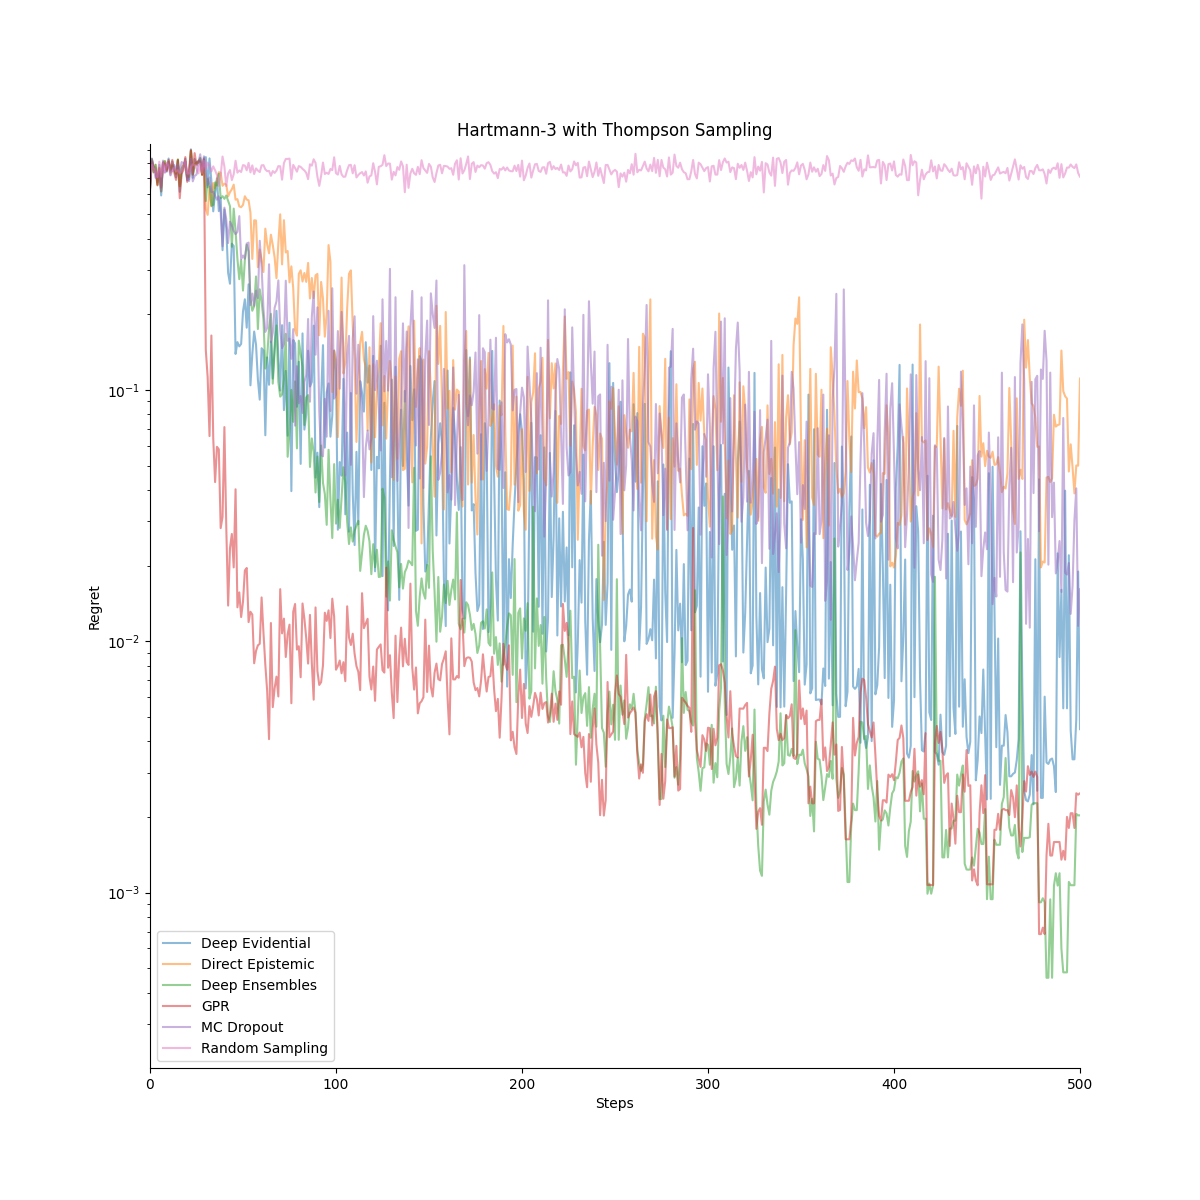 Hartmann-3 with Thompson Sampling
Regret
10⁻¹
10⁻²
10⁻³
Deep Evidential
Direct Epistemic
Deep Ensembles
GPR
MC Dropout
Random Sampling
0 100 200 300 400 500
Steps